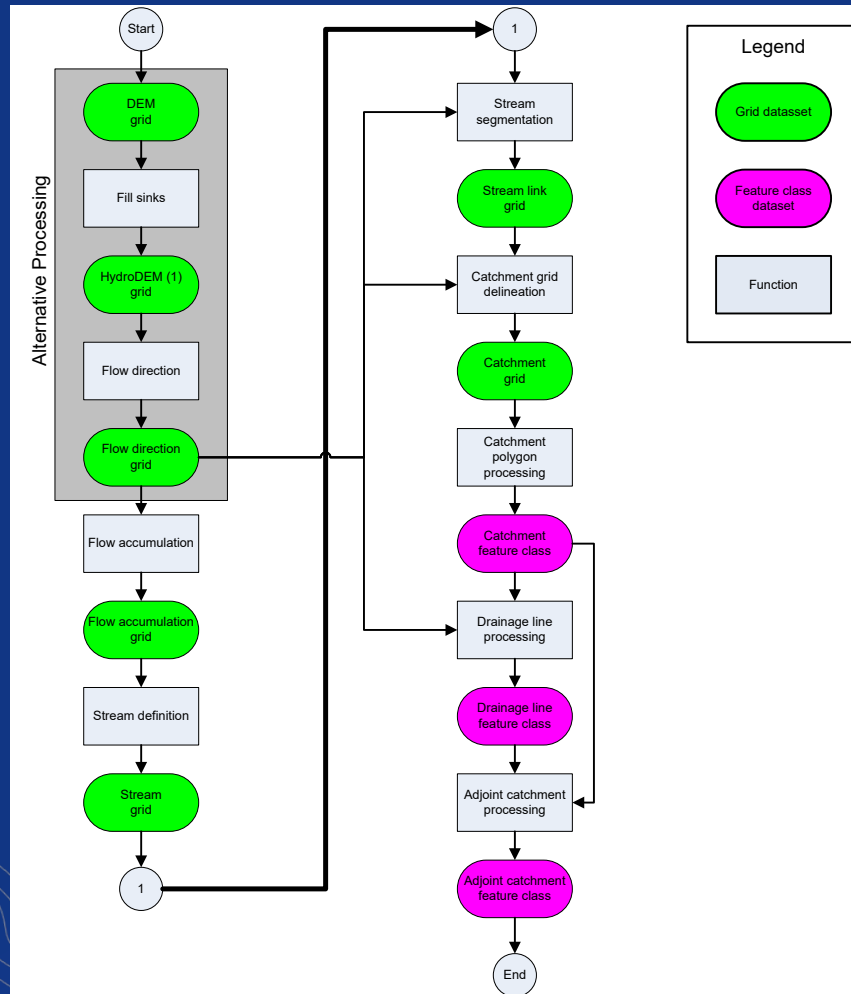 Start
Alternative Processing
DEM
grid
Fill sinks
HydroDEM (1)
grid
Flow direction
Flow direction
grid
Flow accumulation
Flow accumulation
grid
Stream definition
Stream
grid
1
1
Stream
segmentation
Stream link
grid
Catchment grid
delineation
Catchment
grid
Catchment
polygon
processing
Catchment
feature class
Drainage line
processing
Drainage line
feature class
Adjoint catchment
processing
Adjoint catchment
feature class
End
Legend
Grid dataset
Feature class
dataset
Function